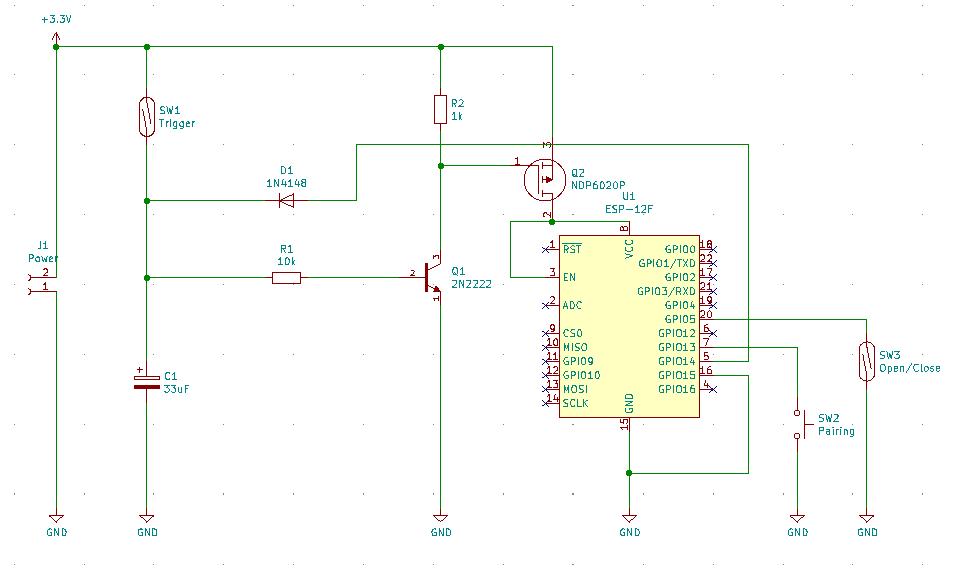 +3.3V
SW1
Trigger
R2
1k
D1
1N4148
3
1
Q2
NDP6020P
2
U1
ESP-12F
J1
Power
2
1
R1
10k
2
3
1
Q1
2N2222
8
VCC
1
RST
3
EN
2
ADC
9
CS0
10
MISO
11
GPIO9
12
GPIO10
13
MOSI
14
SCLK
GPIO0
18
GPIO1/TXD
22
GPIO2
17
GPIO3/RXD
21
GPIO4
19
GPIO5
20
GPIO12
6
GPIO13
7
GPIO14
5
GPIO15
16
GPIO16
4
GND
15
+
C1
33uF
SW3
Open/Close
SW2
Pairing
GND
GND
GND
GND
GND
GND